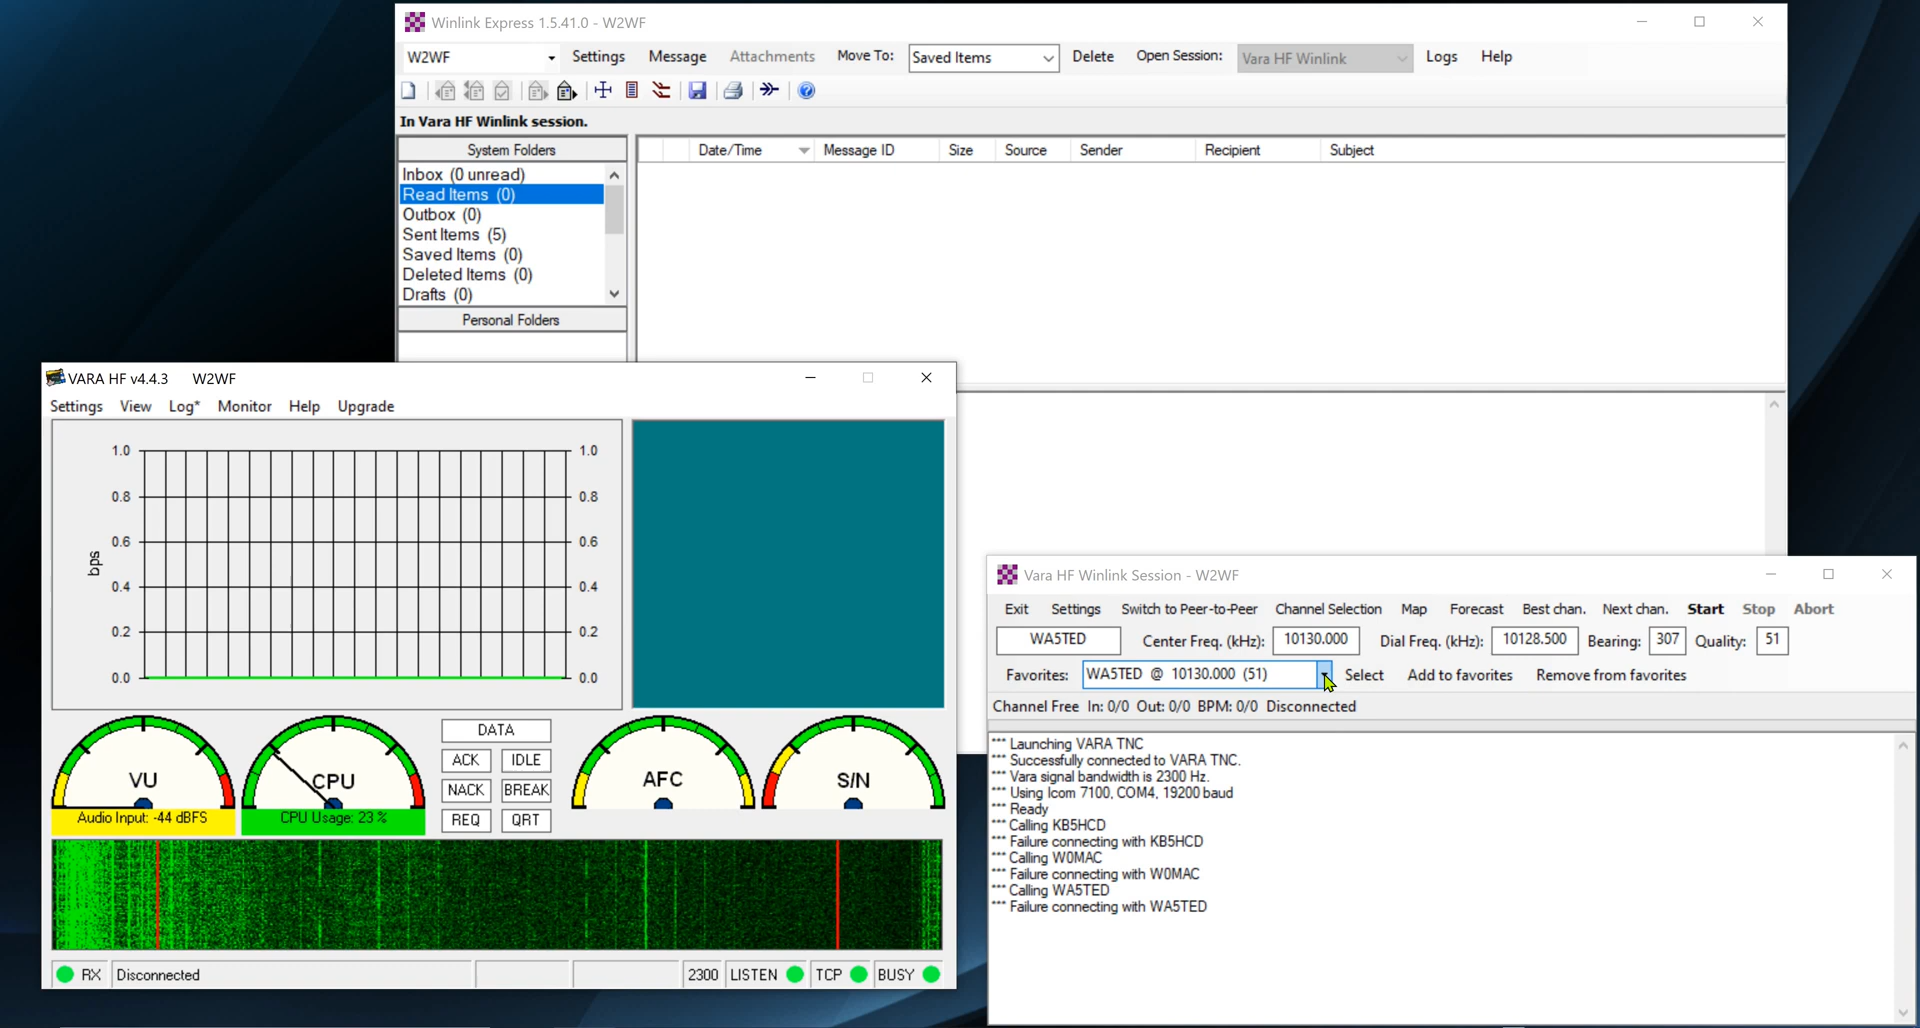 Winlink Express 1.5.41.0 - W2WF
W2WF Settings Message Attachments Move To: Saved Items Delete Open Session: Vara HF Winlink Logs Help
In Vara HF Winlink session.
System Folders
Inbox (0 unread)
Read Items (0)
Outbox (0)
Sent Items (5)
Saved Items (0)
Deleted Items (0)
Drafts (0)
Personal Folders
Date/Time Message ID Size Source Sender Recipient Subject
VARA HF v4.4.3 W2WF
Settings View Log* Monitor Help Upgrade
1.0 1.0
0.8 0.8
0.6 0.6
bps
0.4 0.4
0.2 0.2
0.0 0.0
VU
Audio Input: -44 dBFS
CPU
CPU Usage: 23 %
DATA
ACK IDLE
NACK BREAK
REQ QRT
AFC
S/N
RX Disconnected 2300 LISTEN TCP BUSY
Vara HF Winlink Session - W2WF
Exit Settings Switch to Peer-to-Peer Channel Selection Map Forecast Best chan. Next chan. Start Stop Abort
WA5TED Center Freq. (kHz): 10130.000 Dial Freq. (kHz): 10128.500 Bearing: 307 Quality: 51
Favorites: WA5TED @ 10130.000 (51) Select Add to favorites Remove from favorites
Channel Free In: 0/0 Out: 0/0 BPM: 0/0 Disconnected
*** Launching VARA TNC
*** Successfully connected to VARA TNC.
*** Vara signal bandwidth is 2300 Hz.
*** Using Icom 7100, COM4, 19200 baud
*** Ready
*** Calling KB5HCD
*** Failure connecting with KB5HCD
*** Calling W0MAC
*** Failure connecting with W0MAC
*** Calling WA5TED
*** Failure connecting with WA5TED